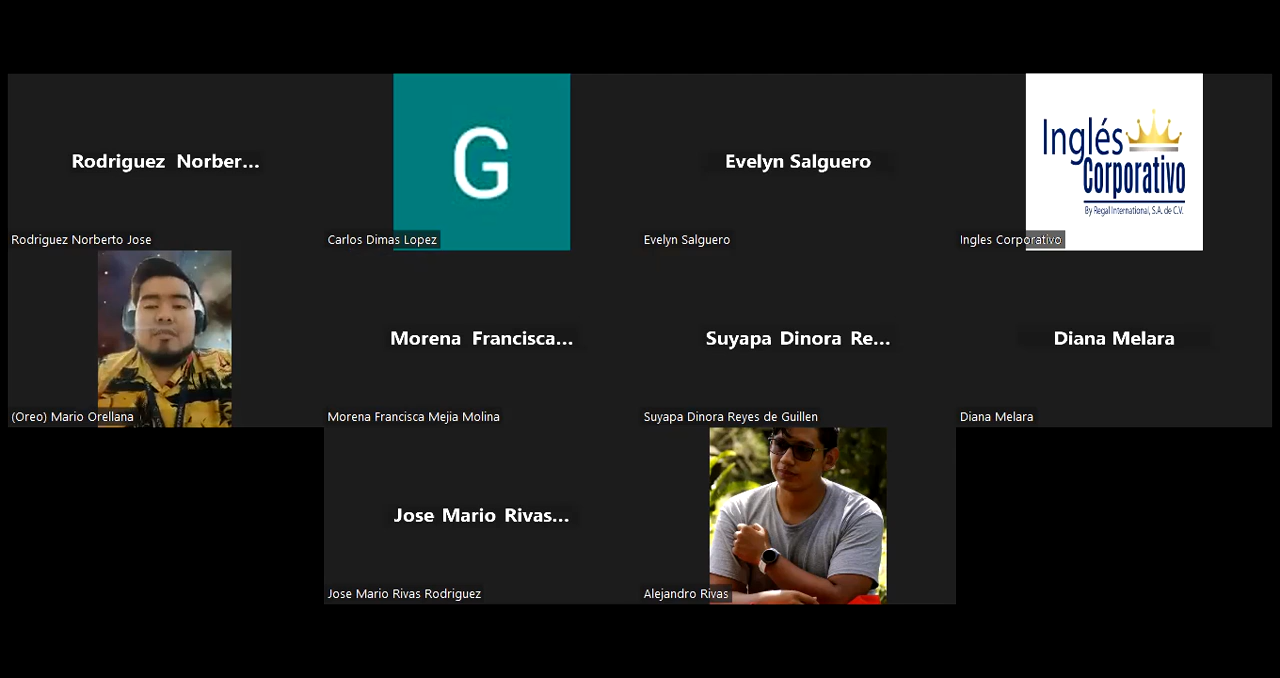 Rodriguez Norber...
Rodriguez Norberto Jose
G
Carlos Dimas Lopez
Evelyn Salguero
Evelyn Salguero
Inglés
Corporativo
By Regal International, S.A. de C.V.
Ingles Corporativo
(Oreo) Mario Orellana
Morena Francisca...
Morena Francisca Mejia Molina
Suyapa Dinora Re...
Suyapa Dinora Reyes de Guillen
Diana Melara
Diana Melara
Jose Mario Rivas...
Jose Mario Rivas Rodriguez
Alejandro Rivas